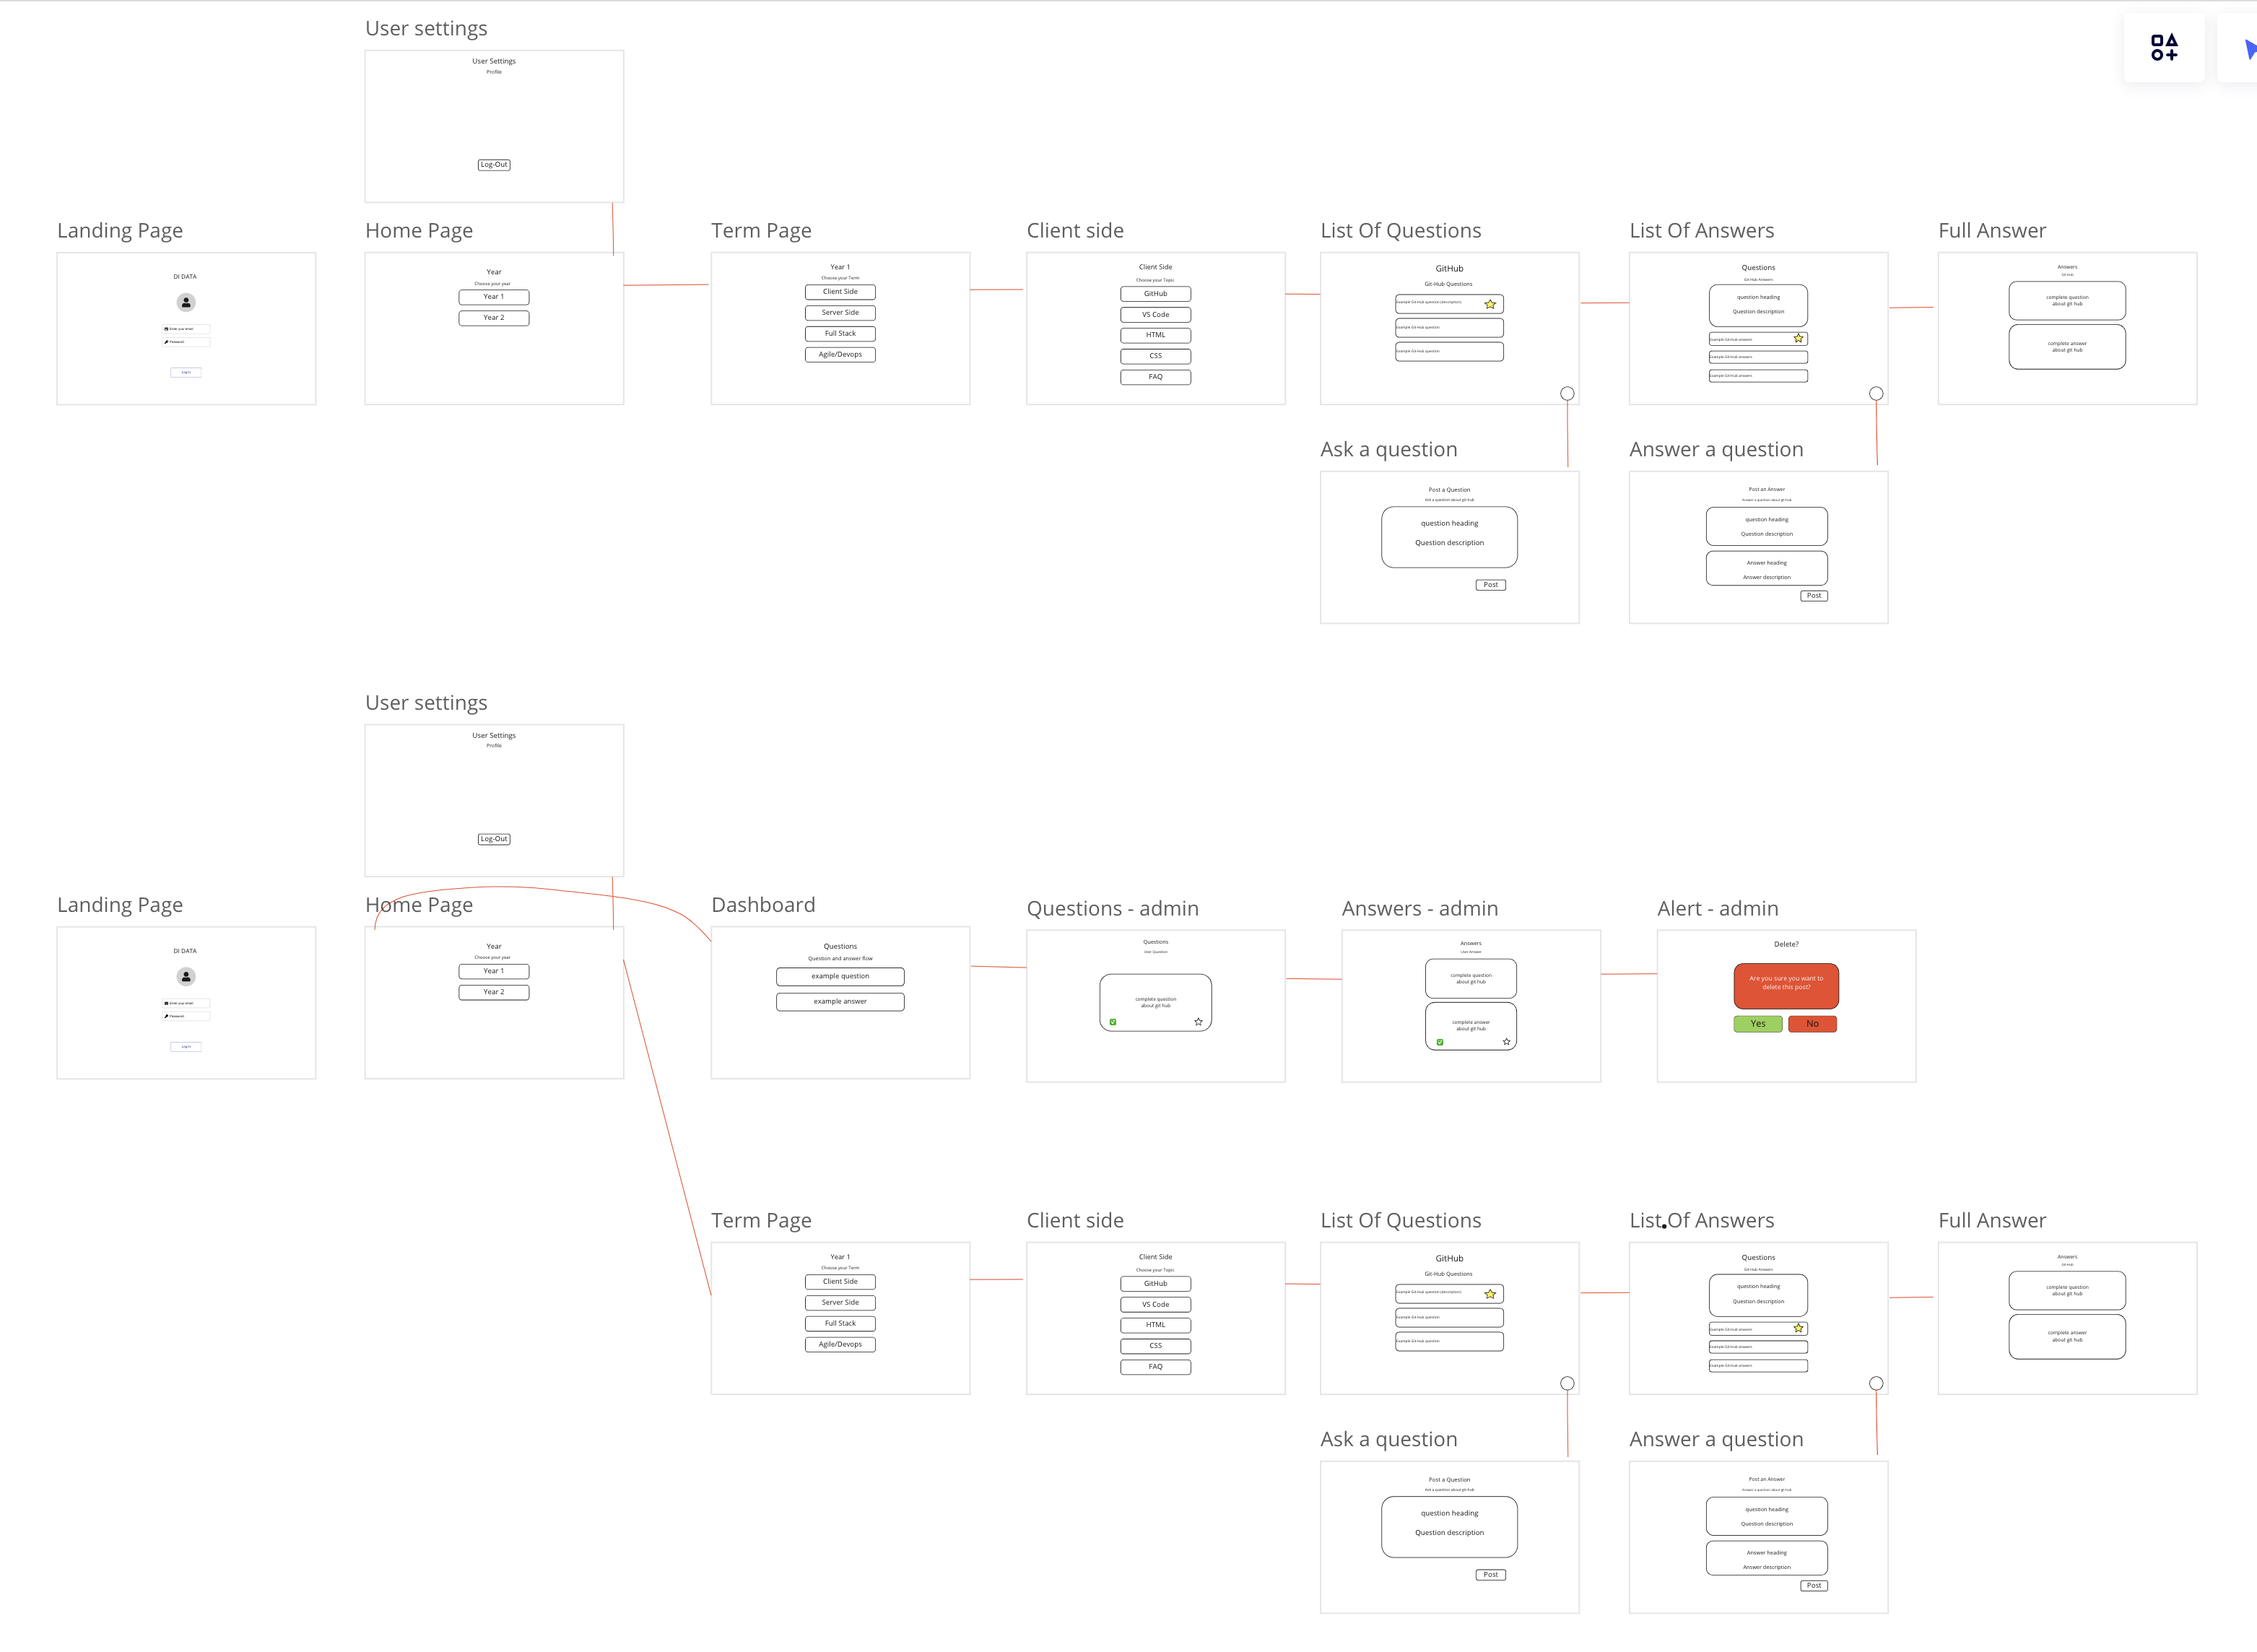 User settings
User Settings
Profile
Log-Out
Landing Page
DI DATA
Enter your email
Password
Log In
Home Page
Year
Choose your year
Year 1
Year 2
Term Page
Year 1
Choose your Term
Client Side
Server Side
Full Stack
Agile/Devops
Client side
Client Side
Choose your Topic
GitHub
VS Code
HTML
CSS
FAQ
List Of Questions
GitHub
Git-Hub Questions
Example Git-Hub question (description)
Example Git-Hub question
Example Git-Hub question
List Of Answers
Questions
Git-Hub Answers
question heading
Question description
Example Git-Hub answers
Example Git-Hub answers
Example Git-Hub answers
Full Answer
Answers
Git Hub
complete question
about git hub
complete answer
about git hub
Ask a question
Post a Question
Ask a question about git-hub
question heading
Question description
Post
Answer a question
Post an Answer
Answer a question about git-hub
question heading
Question description
Answer heading
Answer description
Post
User settings
User Settings
Profile
Log-Out
Landing Page
DI DATA
Enter your email
Password
Log In
Home Page
Year
Choose your year
Year 1
Year 2
Dashboard
Questions
Question and answer flow
example question
example answer
Questions - admin
Questions
User Question
complete question
about git hub
Answers - admin
Answers
User Answer
complete question
about git hub
complete answer
about git hub
Alert - admin
Delete?
Are you sure you want to
delete this post?
Yes
No
Term Page
Year 1
Choose your Term
Client Side
Server Side
Full Stack
Agile/Devops
Client side
Client Side
Choose your Topic
GitHub
VS Code
HTML
CSS
FAQ
List Of Questions
GitHub
Git-Hub Questions
Example Git-Hub question (description)
Example Git-Hub question
Example Git-Hub question
List Of Answers
Questions
Git-Hub Answers
question heading
Question description
Example Git-Hub answers
Example Git-Hub answers
Example Git-Hub answers
Full Answer
Answers
Git Hub
complete question
about git hub
complete answer
about git hub
Ask a question
Post a Question
Ask a question about git-hub
question heading
Question description
Post
Answer a question
Post an Answer
Answer a question about git-hub
question heading
Question description
Answer heading
Answer description
Post